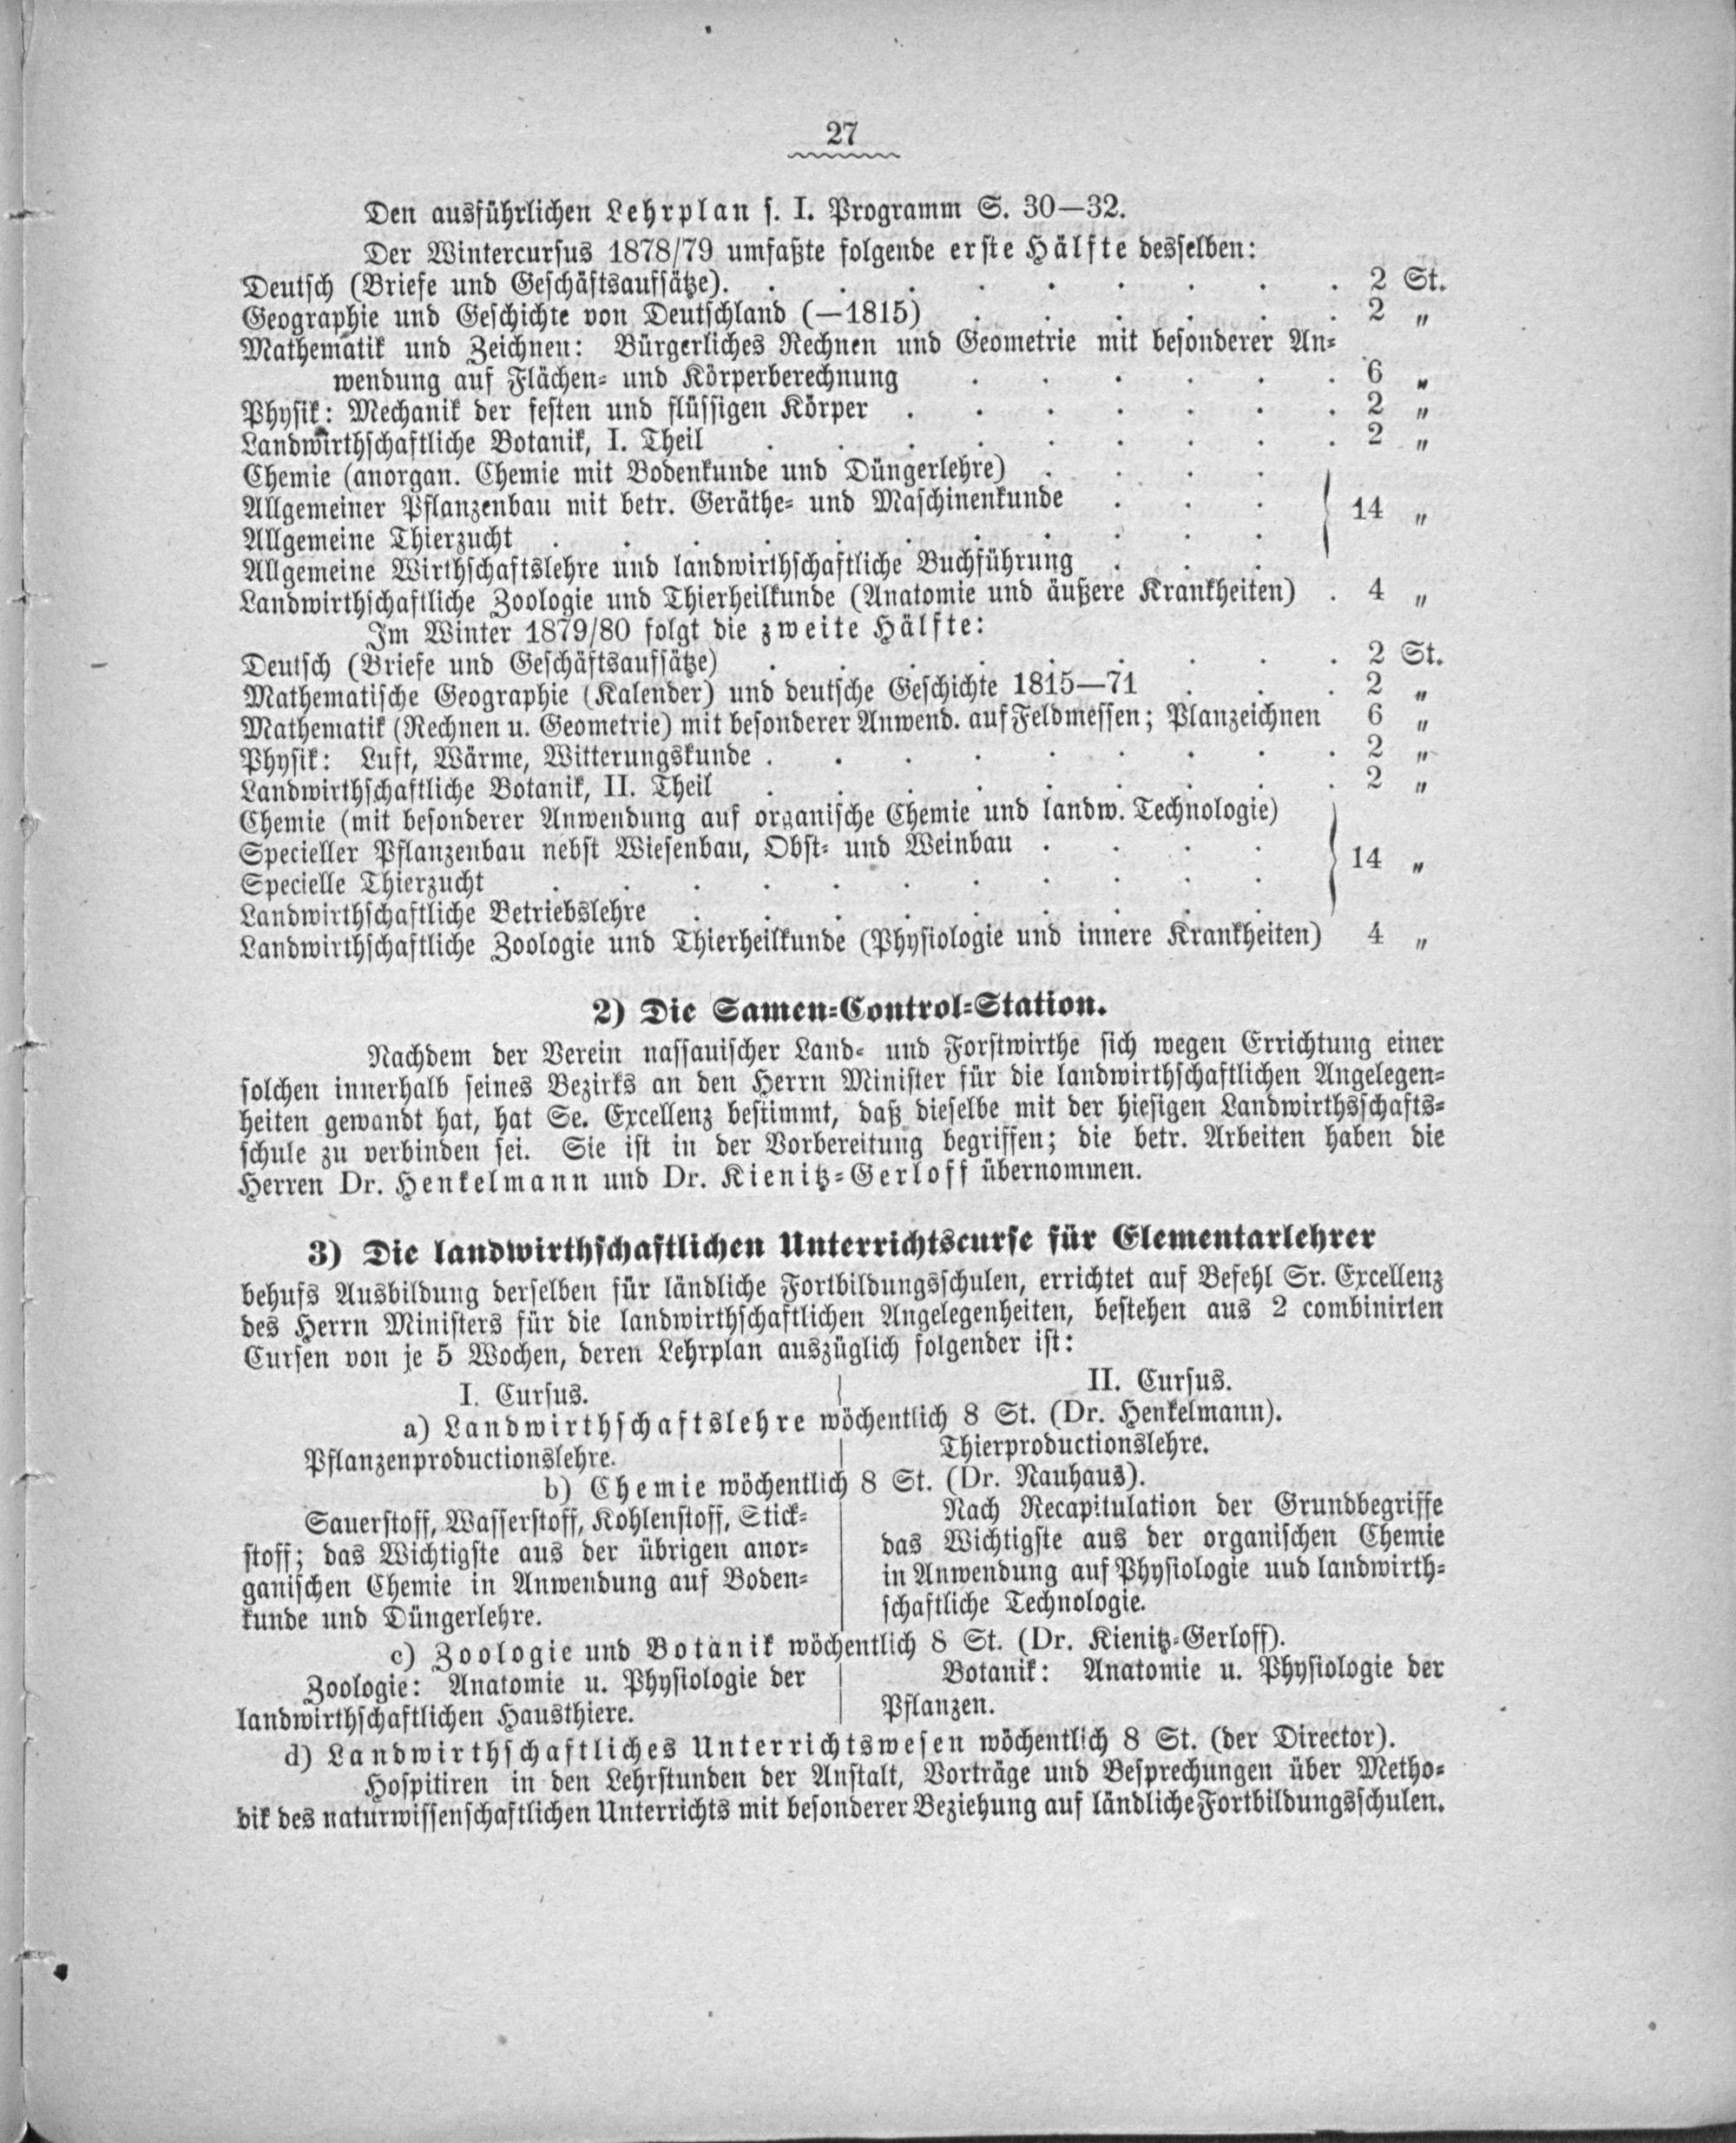 27
Den ausführlichen Lehrplan s. I. Programm S. 30—32.
Der Wintercursus 1878/79 umfaßte folgende erste Hälfte desselben:
Deutsch (Briefe und Geschäftsaufsätze). . . . . . . . . . 2 St.
Geographie und Geschichte von Deutschland (—1815) . . . . . . 2 „
Mathematik und Zeichnen: Bürgerliches Rechnen und Geometrie mit besonderer An-
wendung auf Flächen- und Körperberechnung . . . . . . 6 „
Physik: Mechanik der festen und flüssigen Körper . . . . . . . 2 „
Landwirthschaftliche Botanik, I. Theil . . . . . . . . . 2 „
Chemie (anorgan. Chemie mit Bodenkunde und Düngerlehre) . . . .
Allgemeiner Pflanzenbau mit betr. Geräthe- und Maschinenkunde . . . 14 „
Allgemeine Thierzucht . . . . . . . . . . .
Allgemeine Wirthschaftslehre und landwirthschaftliche Buchführung . . .
Landwirthschaftliche Zoologie und Thierheilkunde (Anatomie und äußere Krankheiten) . 4 „
Im Winter 1879/80 folgt die zweite Hälfte:
Deutsch (Briefe und Geschäftsaufsätze) . . . . . . . . . 2 St.
Mathematische Geographie (Kalender) und deutsche Geschichte 1815—71 . . . 2 „
Mathematik (Rechnen u. Geometrie) mit besonderer Anwend. auf Feldmessen; Planzeichnen 6 „
Physik: Luft, Wärme, Witterungskunde . . . . . . . . . 2 „
Landwirthschaftliche Botanik, II. Theil . . . . . . . . . 2 „
Chemie (mit besonderer Anwendung auf organische Chemie und landw. Technologie)
Specieller Pflanzenbau nebst Wiesenbau, Obst- und Weinbau . . . . 14 „
Specielle Thierzucht . . . . . . . . . . .
Landwirthschaftliche Betriebslehre . . . . . . . . .
Landwirthschaftliche Zoologie und Thierheilkunde (Physiologie und innere Krankheiten) 4 „
2) Die Samen-Control-Station.
Nachdem der Verein nassauischer Land- und Forstwirthe sich wegen Errichtung einer
solchen innerhalb seines Bezirks an den Herrn Minister für die landwirthschaftlichen Angelegen-
heiten gewandt hat, hat Se. Excellenz bestimmt, daß dieselbe mit der hiesigen Landwirthsschafts-
schule zu verbinden sei. Sie ist in der Vorbereitung begriffen; die betr. Arbeiten haben die
Herren Dr. Henkelmann und Dr. Kienitz-Gerloff übernommen.
3) Die landwirthschaftlichen Unterrichtscurse für Elementarlehrer
behufs Ausbildung derselben für ländliche Fortbildungsschulen, errichtet auf Befehl Sr. Excellenz
des Herrn Ministers für die landwirthschaftlichen Angelegenheiten, bestehen aus 2 combinirten
Cursen von je 5 Wochen, deren Lehrplan auszüglich folgender ist:
I. Cursus.
II. Cursus.
a) Landwirthschaftslehre wöchentlich 8 St. (Dr. Henkelmann).
Pflanzenproductionslehre.
Thierproductionslehre.
b) Chemie wöchentlich 8 St. (Dr. Nauhaus).
Sauerstoff, Wasserstoff, Kohlenstoff, Stick-
stoff; das Wichtigste aus der übrigen anor-
ganischen Chemie in Anwendung auf Boden-
kunde und Düngerlehre.
Nach Recapitulation der Grundbegriffe
das Wichtigste aus der organischen Chemie
in Anwendung auf Physiologie und landwirth-
schaftliche Technologie.
c) Zoologie und Botanik wöchentlich 8 St. (Dr. Kienitz-Gerloff).
Zoologie: Anatomie u. Physiologie der
landwirthschaftlichen Hausthiere.
Botanik: Anatomie u. Physiologie der
Pflanzen.
d) Landwirthschaftliches Unterrichtswesen wöchentlich 8 St. (der Director).
Hospitiren in den Lehrstunden der Anstalt, Vorträge und Besprechungen über Metho-
dik des naturwissenschaftlichen Unterrichts mit besonderer Beziehung auf ländliche Fortbildungsschulen.